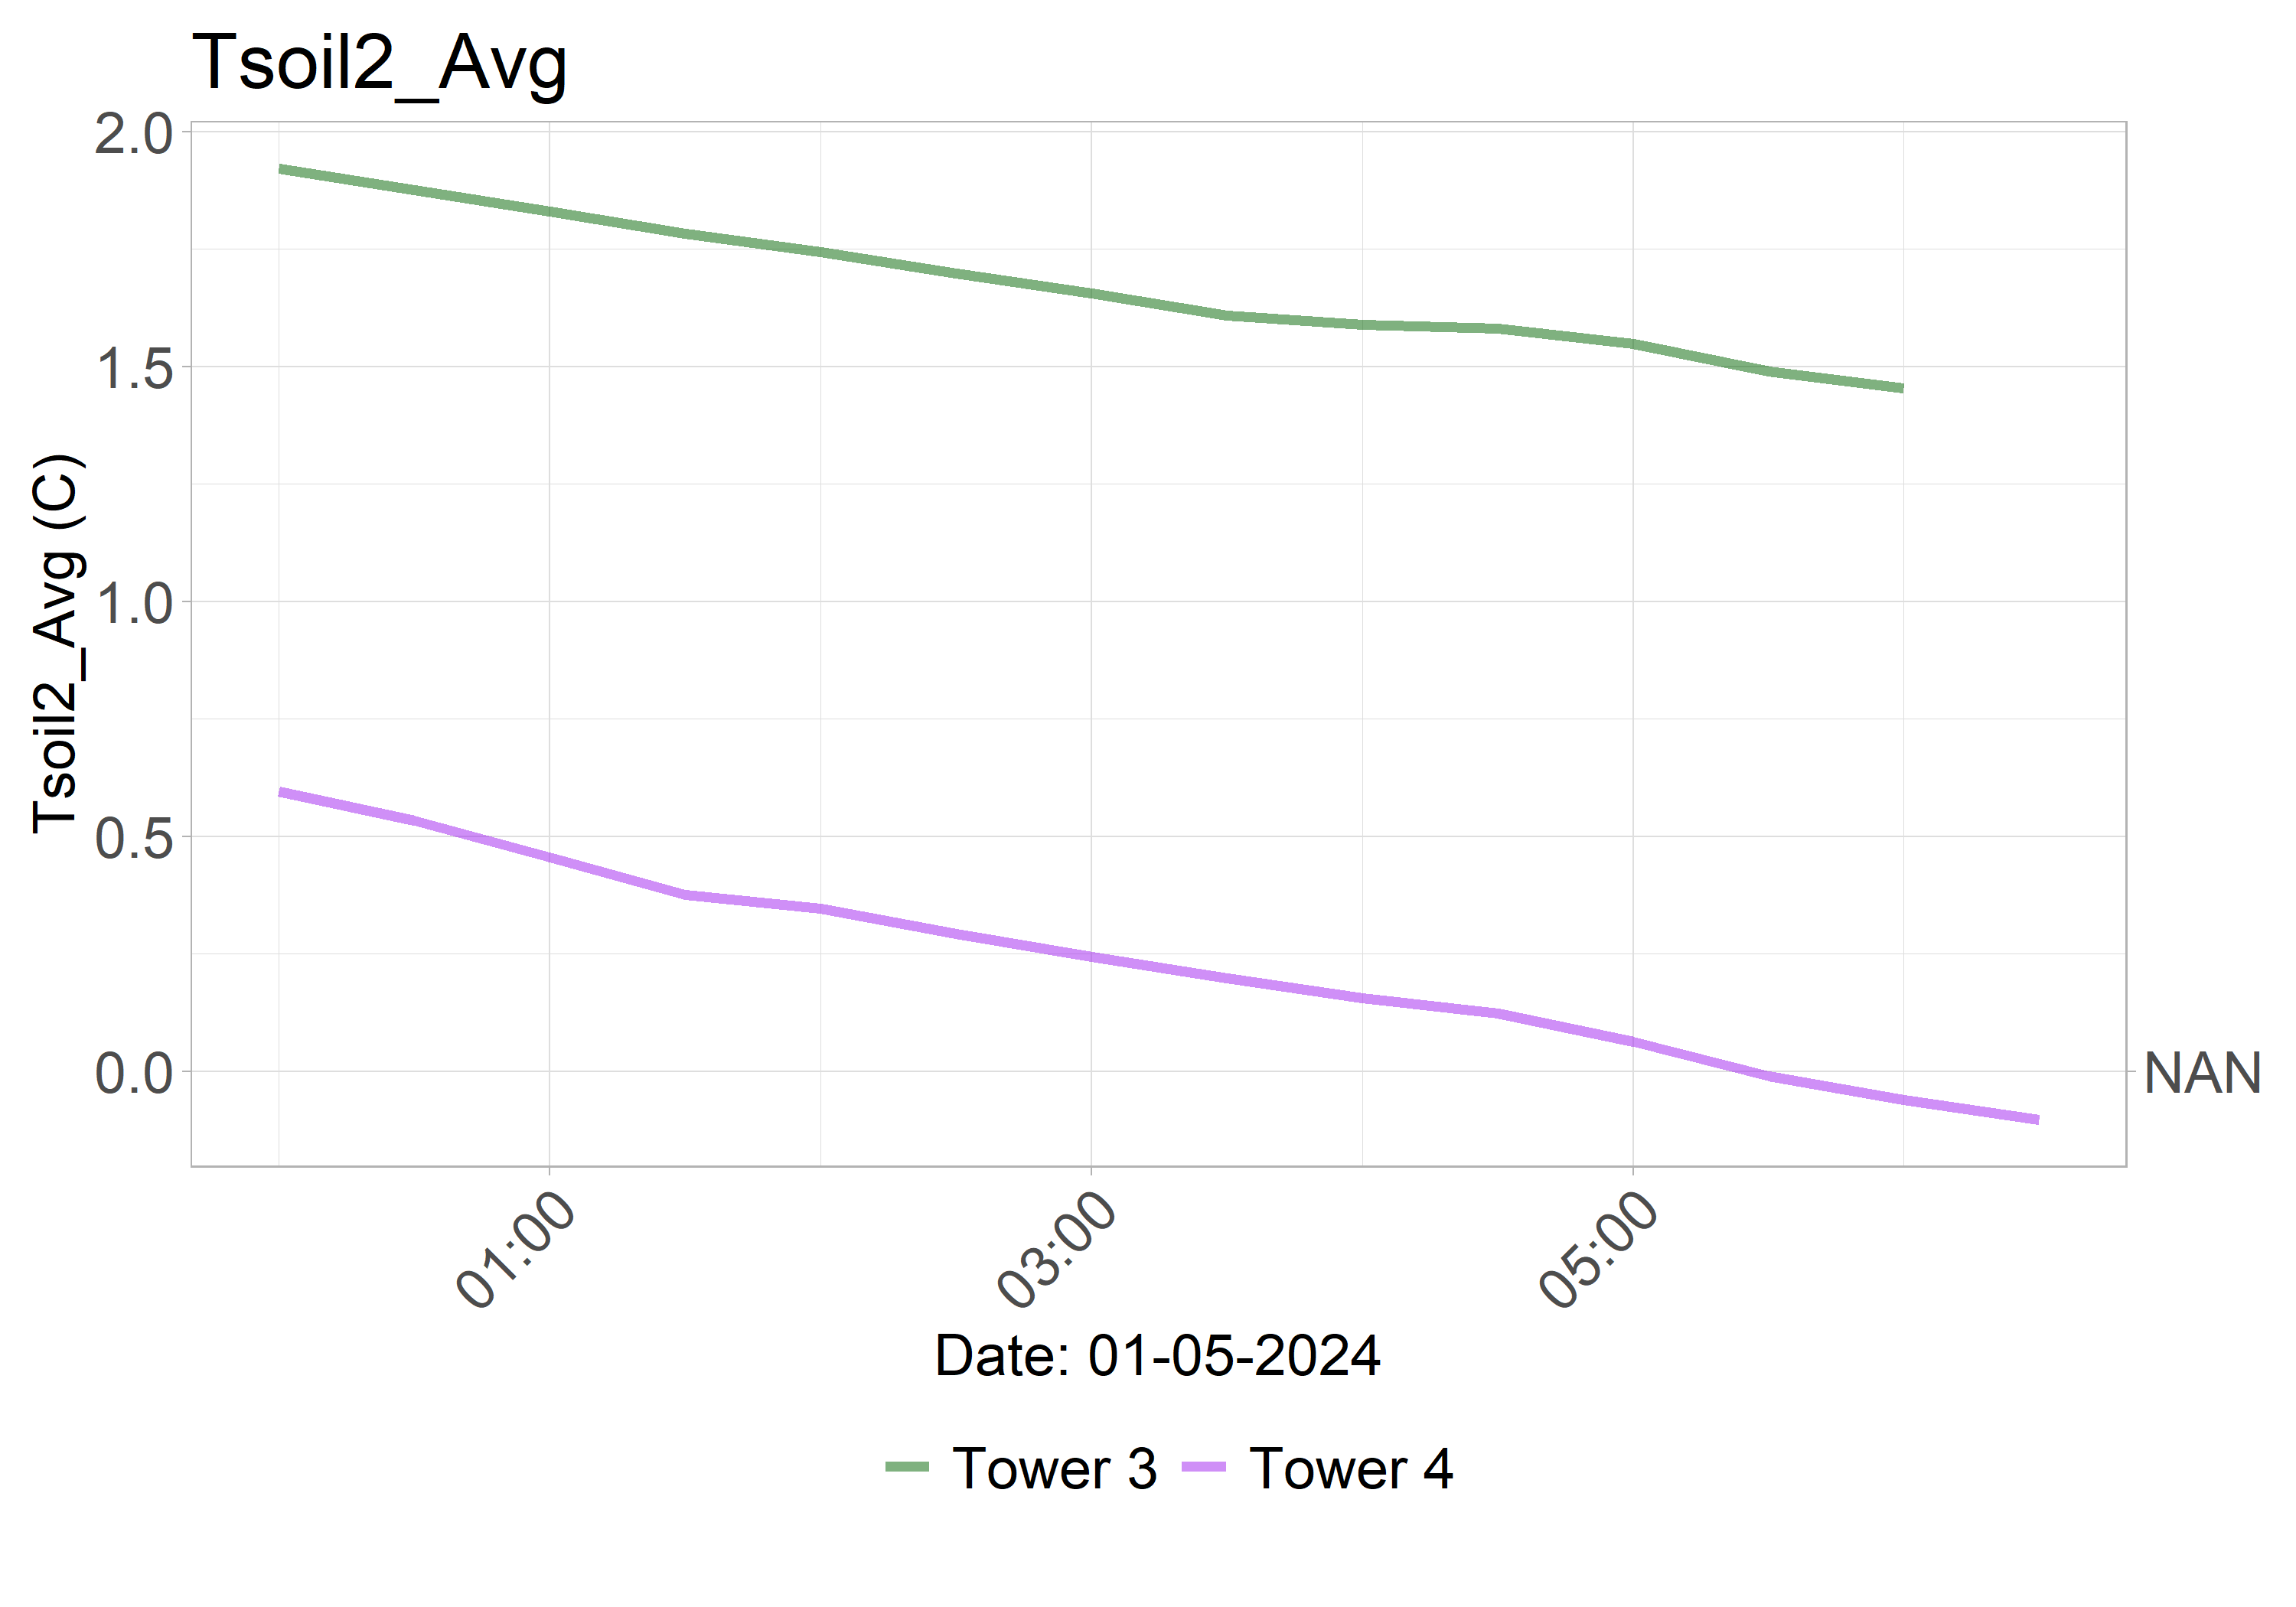 Tsoil2_Avg
Tsoil2_Avg (C)
2.0
1.5
1.0
0.5
0.0
NAN
01:00
03:00
05:00
Date: 01-05-2024
Tower 3
Tower 4